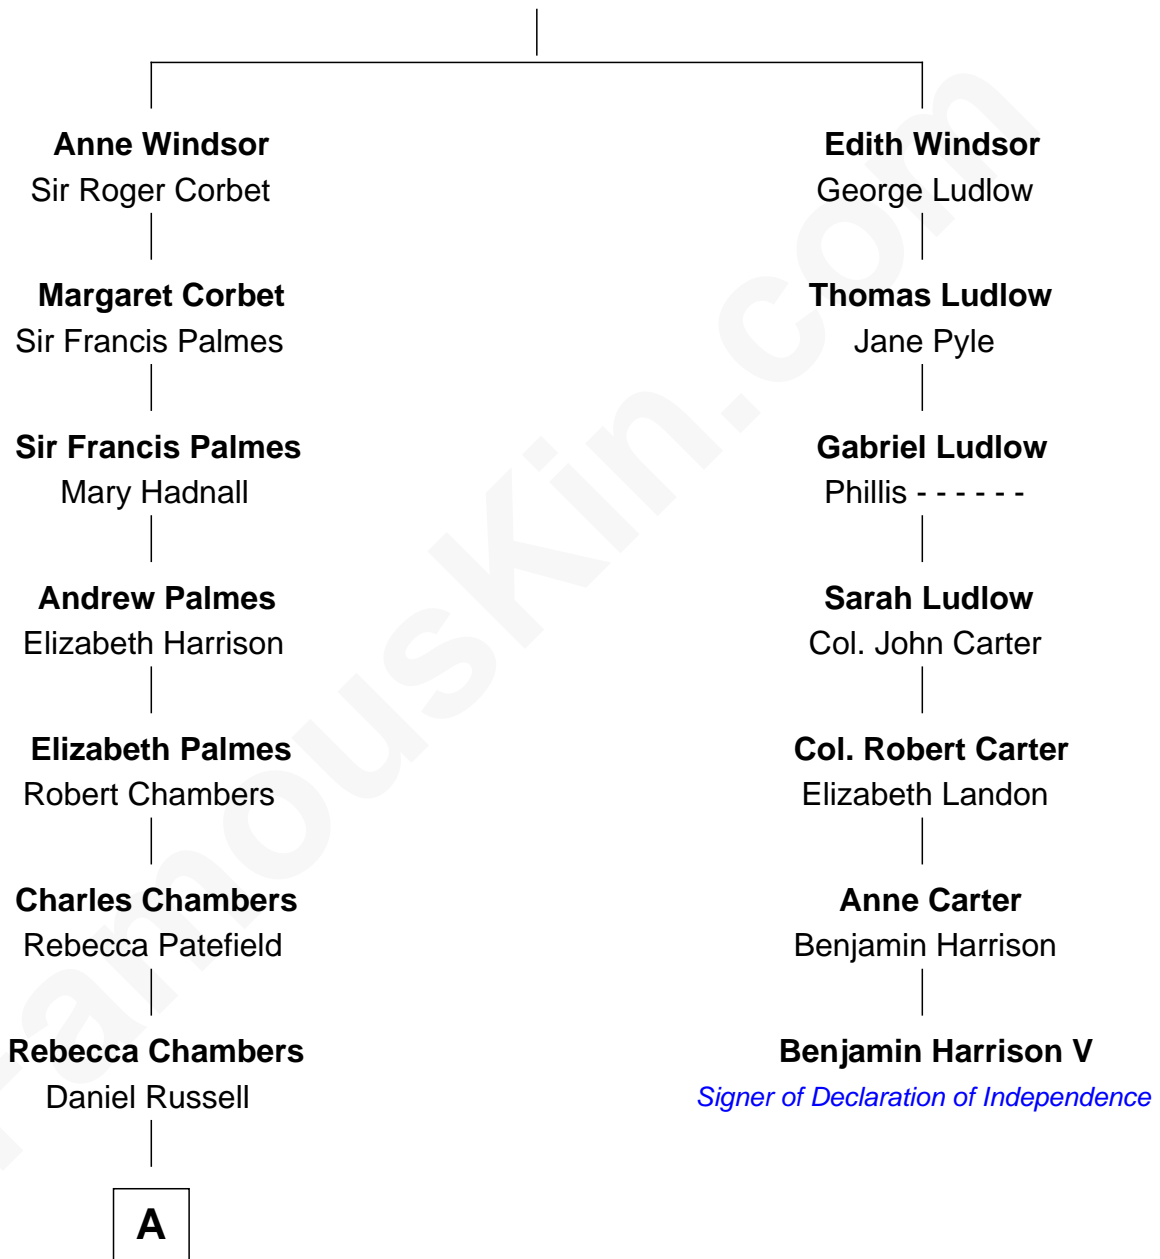 Anne Windsor
Sir Roger Corbet
Margaret Corbet
Sir Francis Palmes
Sir Francis Palmes
Mary Hadnall
Andrew Palmes
Elizabeth Harrison
Elizabeth Palmes
Robert Chambers
Charles Chambers
Rebecca Patefield
Rebecca Chambers
Daniel Russell
A
Edith Windsor
George Ludlow
Thomas Ludlow
Jane Pyle
Gabriel Ludlow
Phillis - - - - - -
Sarah Ludlow
Col. John Carter
Col. Robert Carter
Elizabeth Landon
Anne Carter
Benjamin Harrison
Benjamin Harrison V
Signer of Declaration of Independence
FamousKin.com